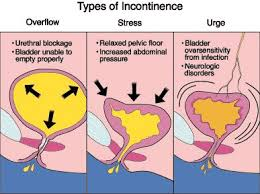 Types of Incontinence
Overflow
• Urethral blockage
• Bladder unable to
empty properly
Stress
• Relaxed pelvic floor
• Increased abdominal
pressure
Urge
• Bladder
oversensitivity
from infection
• Neurologic
disorders